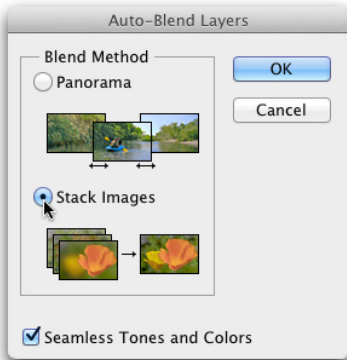 Auto-Blend Layers
Blend Method
Panorama
Stack Images
OK
Cancel
Seamless Tones and Colors